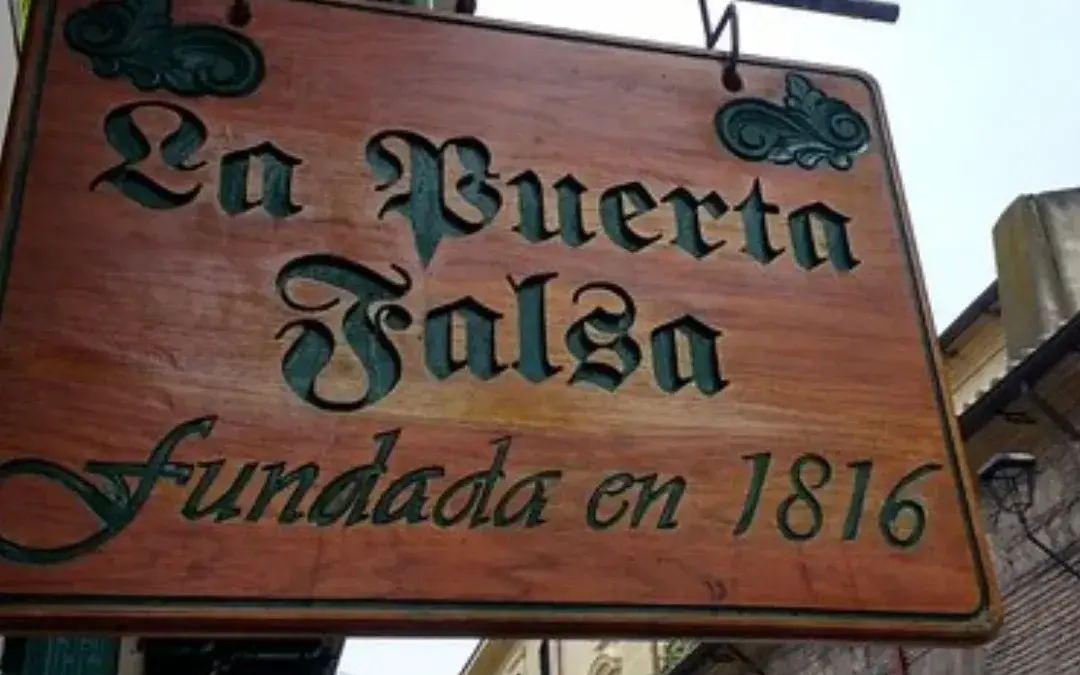 La Puerta
Falsa
fundada en 1816